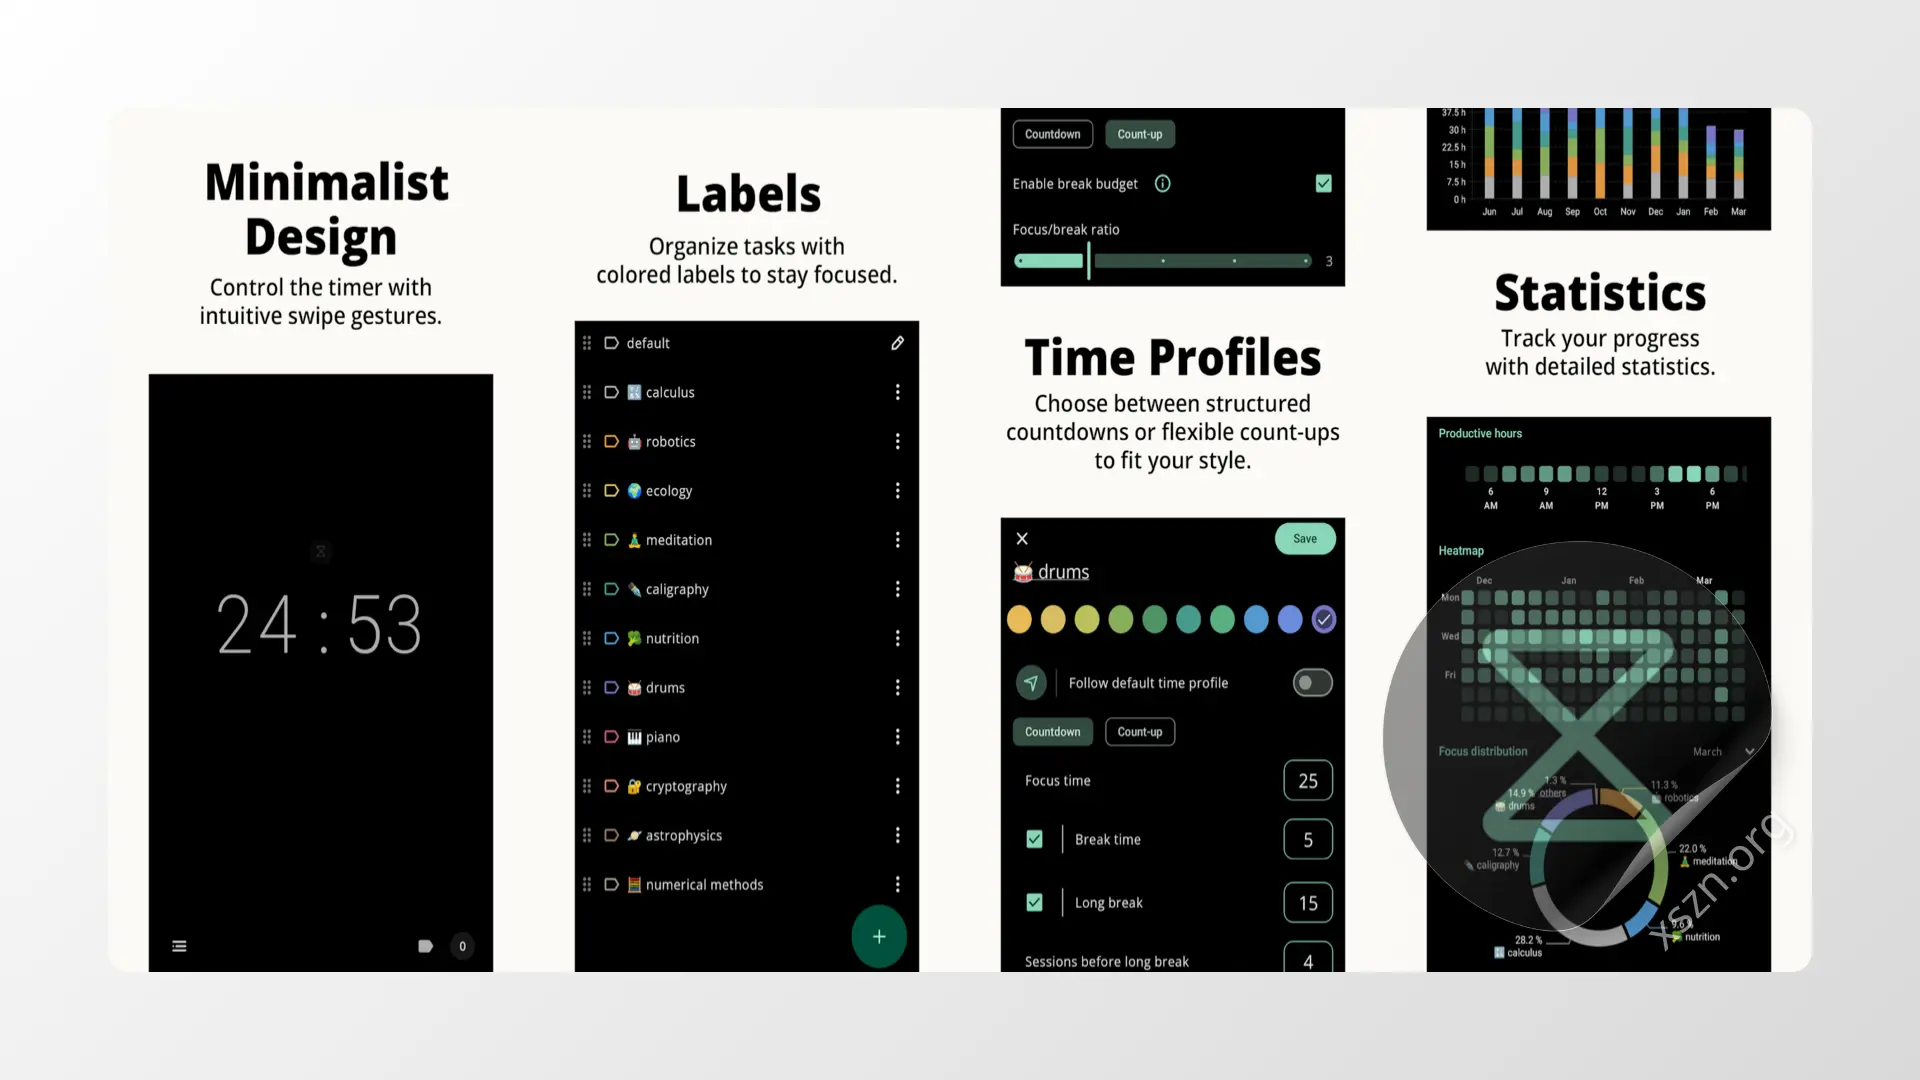 Minimalist
Design
Control the timer with
intuitive swipe gestures.
24:53
0
Labels
Organize tasks with
colored labels to stay focused.
default
calculus
robotics
ecology
meditation
caligraphy
nutrition
drums
piano
cryptography
astrophysics
numerical methods
+
Countdown Count-up
Enable break budget
Focus/break ratio
3
Time Profiles
Choose between structured
countdowns or flexible count-ups
to fit your style.
Save
drums
Follow default time profile
Countdown Count-up
Focus time 25
Break time 5
Long break 15
Sessions before long break 4
37.5 h
30 h
22.5 h
15 h
7.5 h
0 h
Jun Jul Aug Sep Oct Nov Dec Jan Feb Mar
Statistics
Track your progress
with detailed statistics.
Productive hours
6 9 12 3 6
AM AM PM PM PM
Heatmap
Dec Jan Feb Mar
Mon
Wed
Fri
Focus distribution March
1.3 %
others
11.3 %
robotics
14.9 %
drums
22.0 %
meditation
12.7 %
caligraphy
9.6 %
nutrition
28.2 %
calculus
xszn.org